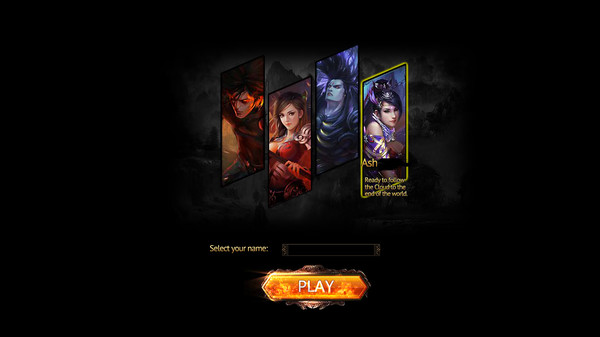 Ash
Ready to follow
the Cloud to the
end of the world.
Select your name:
PLAY